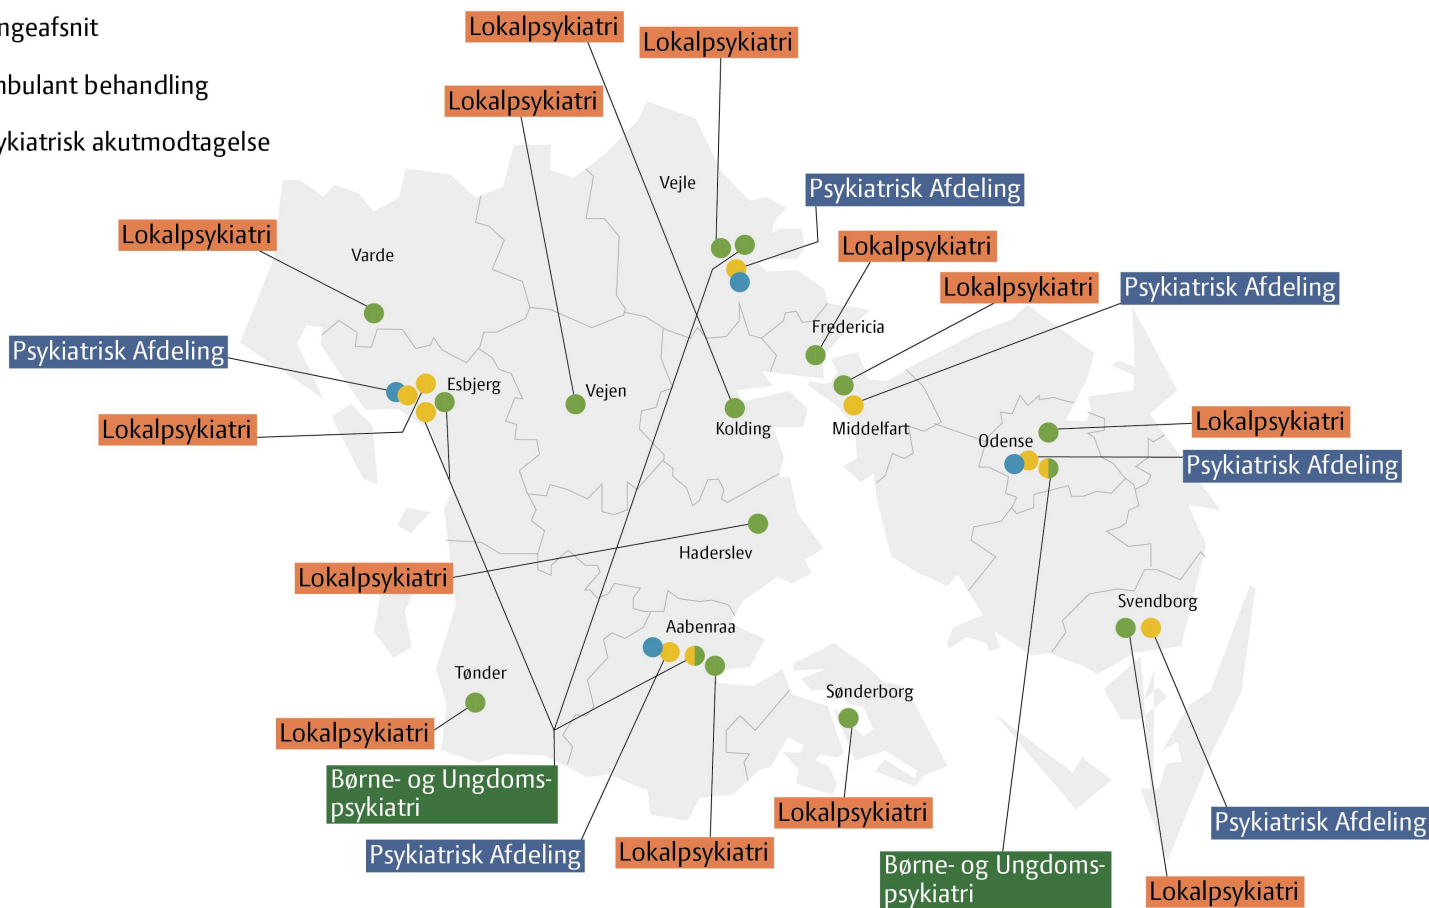 ngeafsnit
nbulant behandling
ykiatrisk akutmodtagelse
Lokalpsykiatri
Lokalpsykiatri
Lokalpsykiatri
Vejle
Psykiatrisk Afdeling
Lokalpsykiatri
Varde
Lokalpsykiatri
Lokalpsykiatri
Psykiatrisk Afdeling
Fredericia
Psykiatrisk Afdeling
Esbjerg
Vejen
Lokalpsykiatri
Kolding
Middelfart
Odense
Lokalpsykiatri
Psykiatrisk Afdeling
Haderslev
Lokalpsykiatri
Svendborg
Aabenraa
Tønder
Sønderborg
Lokalpsykiatri
Børne- og Ungdoms-
psykiatri
Lokalpsykiatri
Psykiatrisk Afdeling
Psykiatrisk Afdeling
Lokalpsykiatri
Børne- og Ungdoms-
psykiatri
Lokalpsykiatri